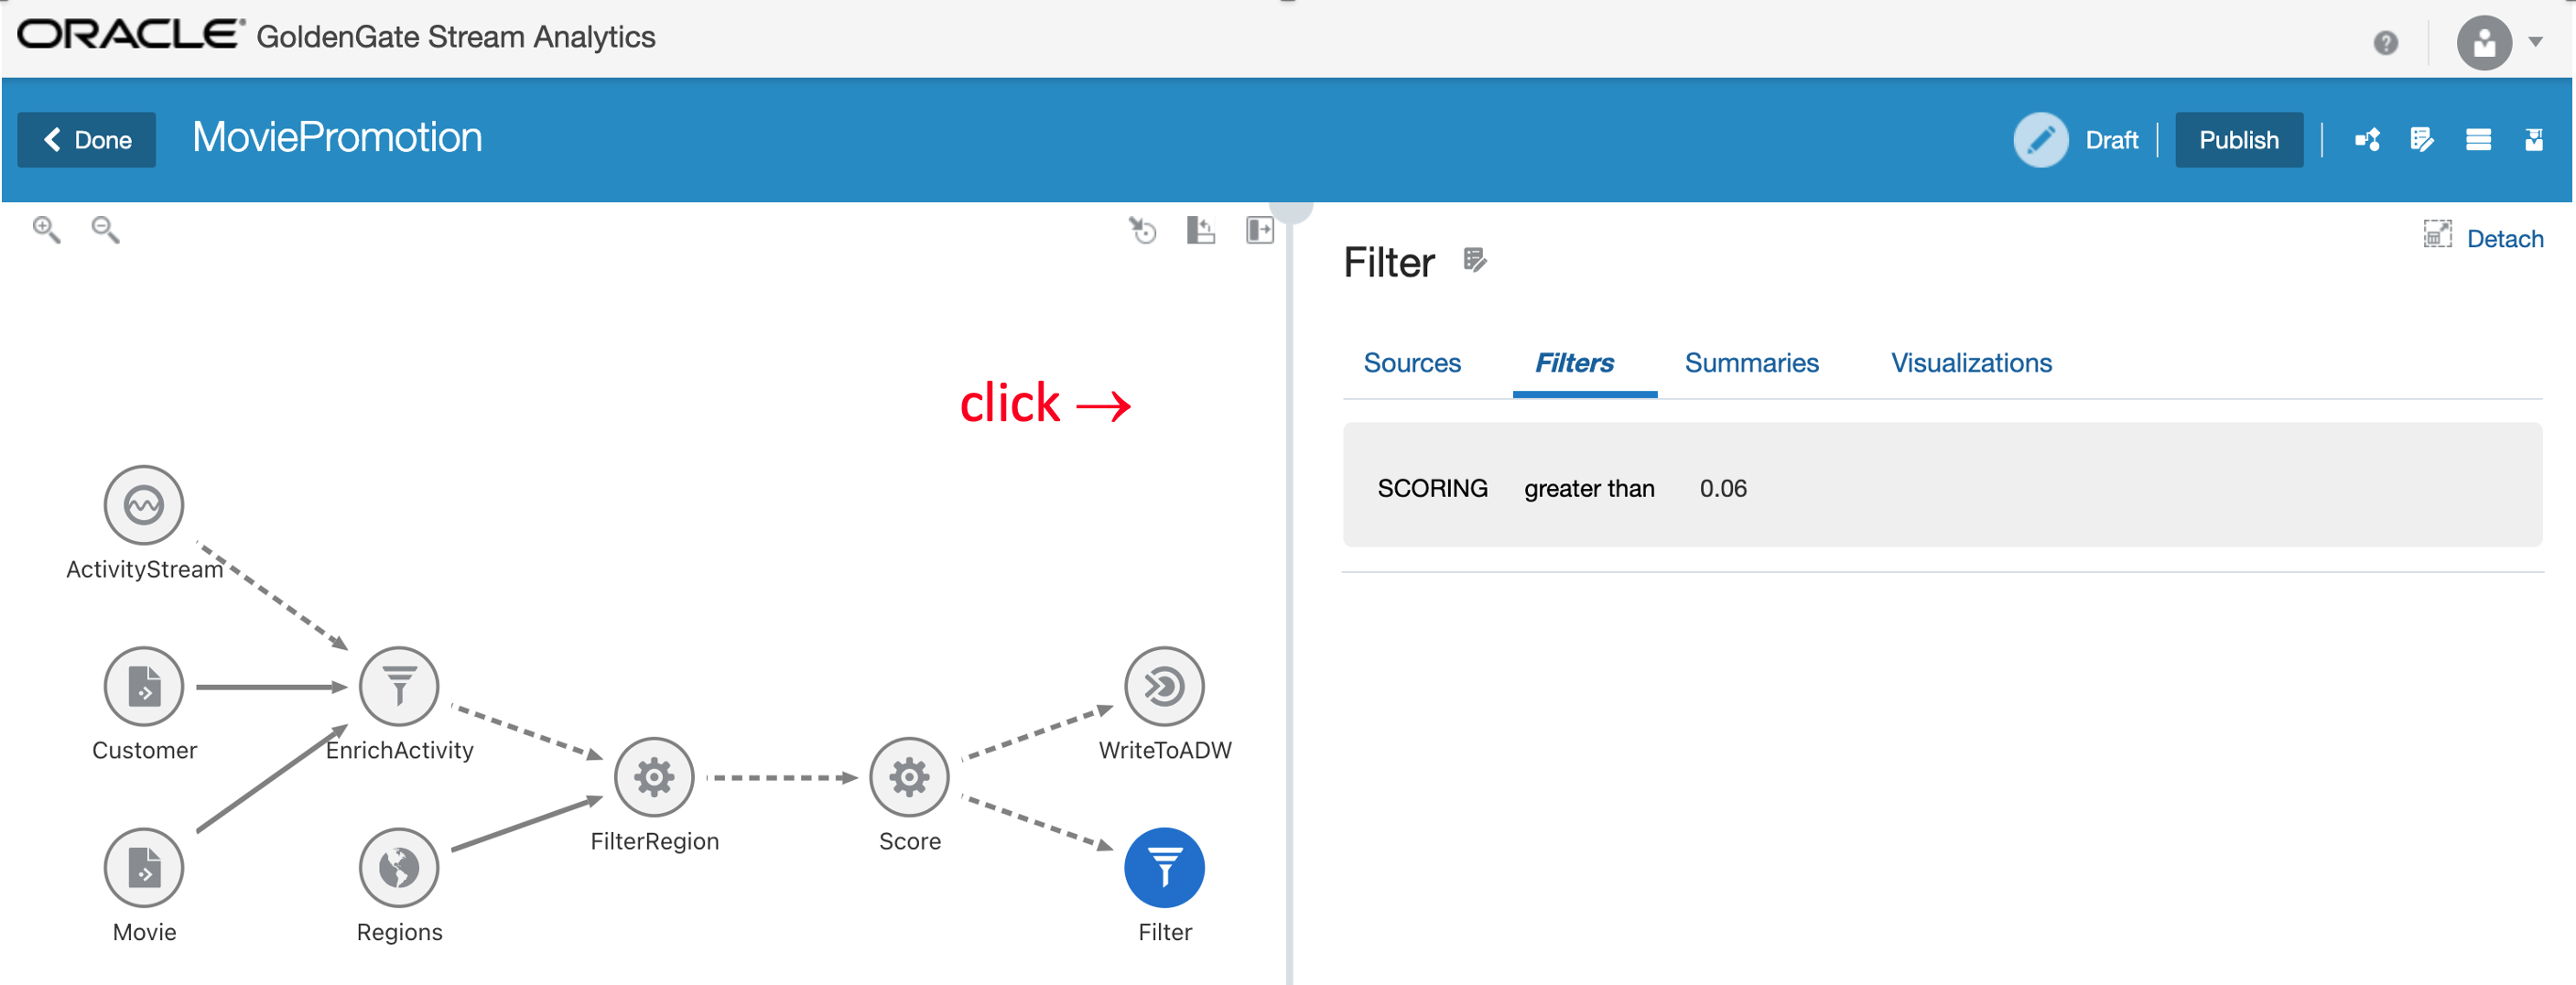 ORACLE® GoldenGate Stream Analytics
?
Done
MoviePromotion
Draft
Publish
Detach
Filter
Sources Filters Summaries Visualizations
click →
SCORING greater than 0.06
ActivityStream
Customer
EnrichActivity
WriteToADW
FilterRegion
Score
Movie
Regions
Filter